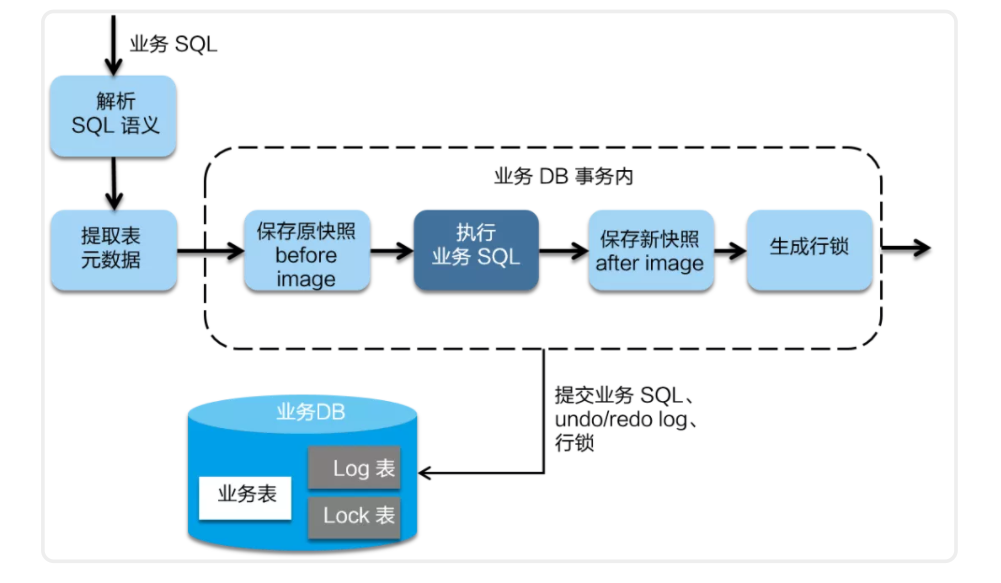 业务 SQL
解析
SQL 语义
提取表
元数据
业务 DB 事务内
保存原快照
before
image
执行
业务 SQL
保存新快照
after image
生成行锁
提交业务 SQL、
undo/redo log、
行锁
业务DB
业务表
Log 表
Lock 表